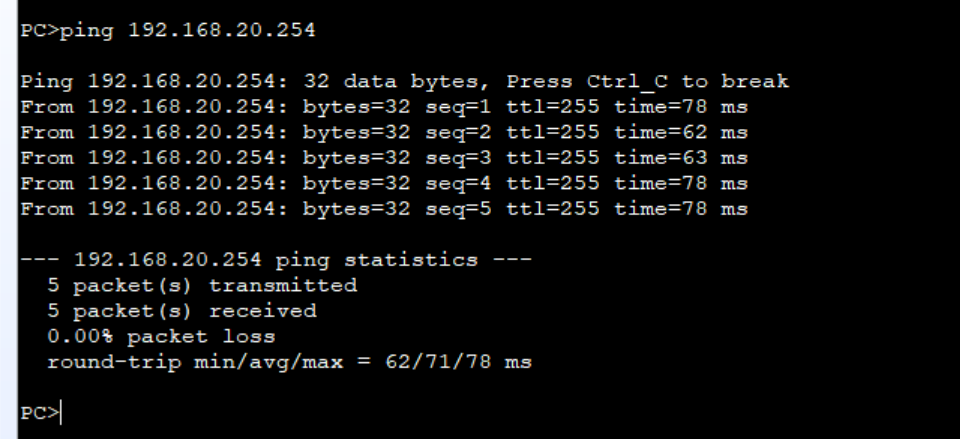 PC>ping 192.168.20.254
Ping 192.168.20.254: 32 data bytes, Press Ctrl_C to break
From 192.168.20.254: bytes=32 seq=1 ttl=255 time=78 ms
From 192.168.20.254: bytes=32 seq=2 ttl=255 time=62 ms
From 192.168.20.254: bytes=32 seq=3 ttl=255 time=63 ms
From 192.168.20.254: bytes=32 seq=4 ttl=255 time=78 ms
From 192.168.20.254: bytes=32 seq=5 ttl=255 time=78 ms
--- 192.168.20.254 ping statistics ---
5 packet(s) transmitted
5 packet(s) received
0.00% packet loss
round-trip min/avg/max = 62/71/78 ms
PC>